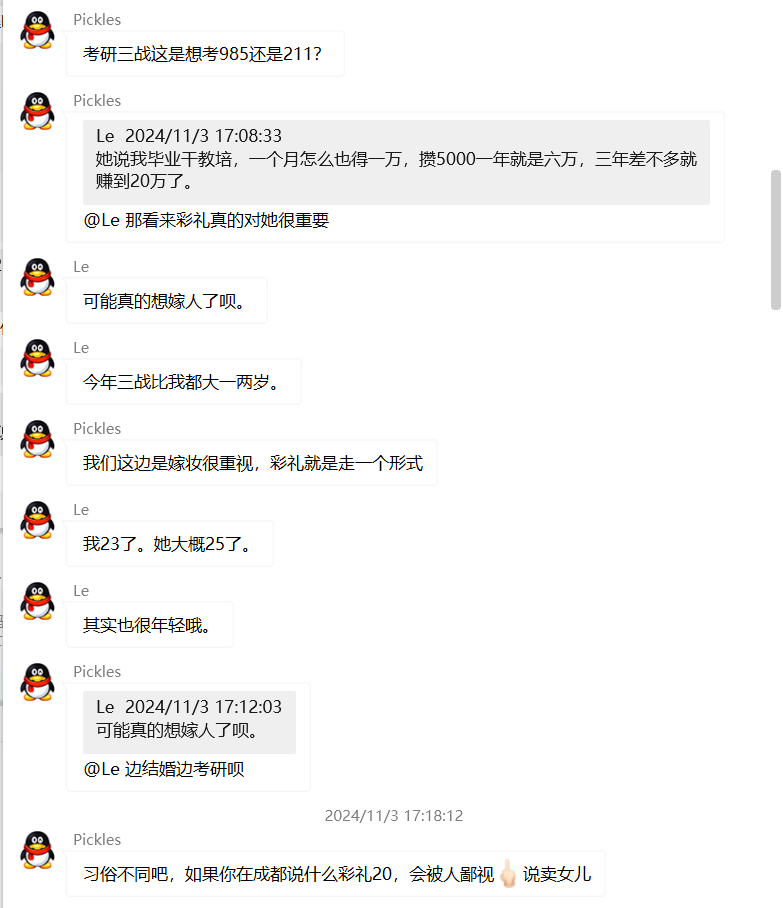 Pickles
考研三战这是想考985还是211？
Pickles
Le 2024/11/3 17:08:33
她说我毕业干教培，一个月怎么也得一万，攒5000一年就是六万，三年差不多就
赚到20万了。
@Le 那看来彩礼真的对她很重要
Le
可能真的想嫁人了呗。
Le
今年三战比我都大一两岁。
Pickles
我们这边是嫁妆很重视，彩礼就是走一个形式
Le
我23了。她大概25了。
Le
其实也很年轻哦。
Pickles
Le 2024/11/3 17:12:03
可能真的想嫁人了呗。
@Le 边结婚边考研呗
2024/11/3 17:18:12
Pickles
习俗不同吧，如果你在成都说什么彩礼20，会被人鄙视🖕🏻说卖女儿